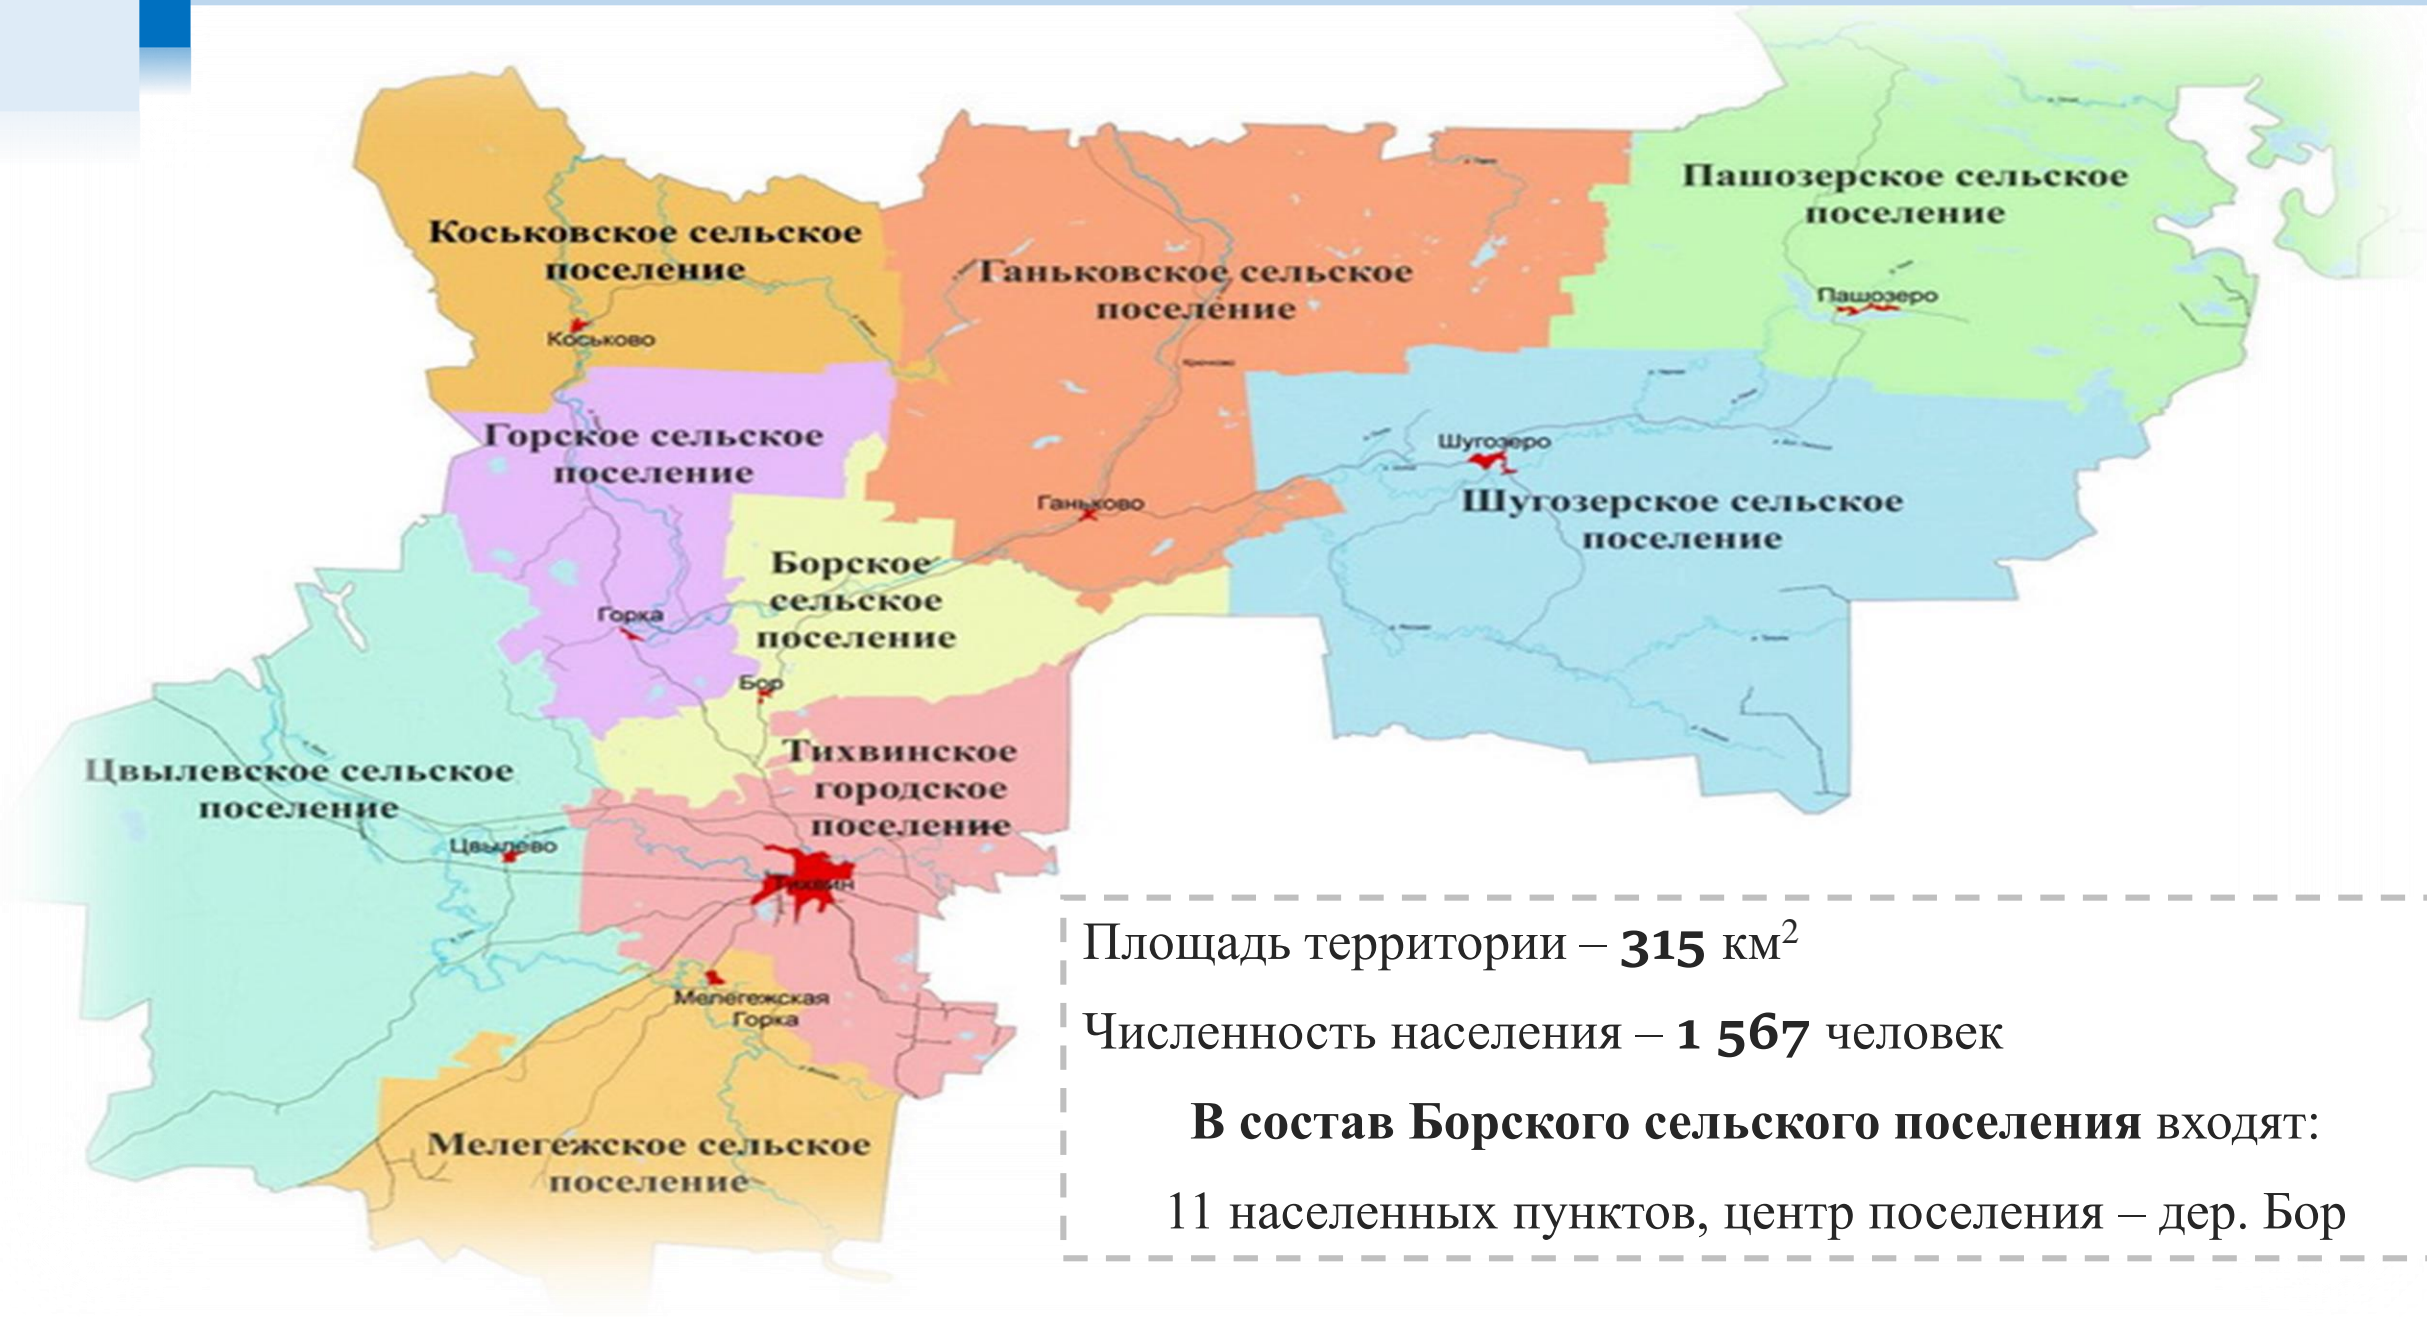 Пашозерское сельское
поселение
Коськовское сельское
поселение
Ганьковское сельское
поселение
Пашозеро
Коськово
Крючково
Горское сельское
поселение
Шугозеро
Ганьково
Шугозерское сельское
поселение
Борское
сельское
поселение
Горка
Бор
Тихвинское
городское
поселение
Цвылевское сельское
поселение
Цвылево
Тихвин
Мелегежская
Горка
Мелегежское сельское
поселение
Площадь территории – 315 км²
Численность населения – 1 567 человек
В состав Борского сельского поселения входят:
11 населенных пунктов, центр поселения – дер. Бор